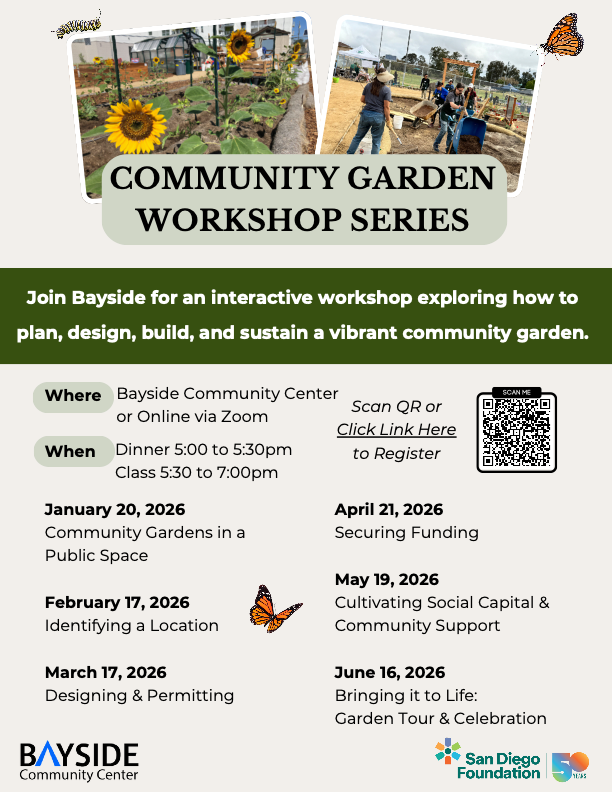 COMMUNITY GARDEN
WORKSHOP SERIES
Join Bayside for an interactive workshop exploring how to
plan, design, build, and sustain a vibrant community garden.
Where
Bayside Community Center
or Online via Zoom
When
Dinner 5:00 to 5:30pm
Class 5:30 to 7:00pm
Scan QR or
Click Link Here
to Register
SCAN ME
January 20, 2026
Community Gardens in a
Public Space
February 17, 2026
Identifying a Location
March 17, 2026
Designing & Permitting
April 21, 2026
Securing Funding
May 19, 2026
Cultivating Social Capital &
Community Support
June 16, 2026
Bringing it to Life:
Garden Tour & Celebration
BAYSIDE
Community Center
San Diego
Foundation
50
YEARS